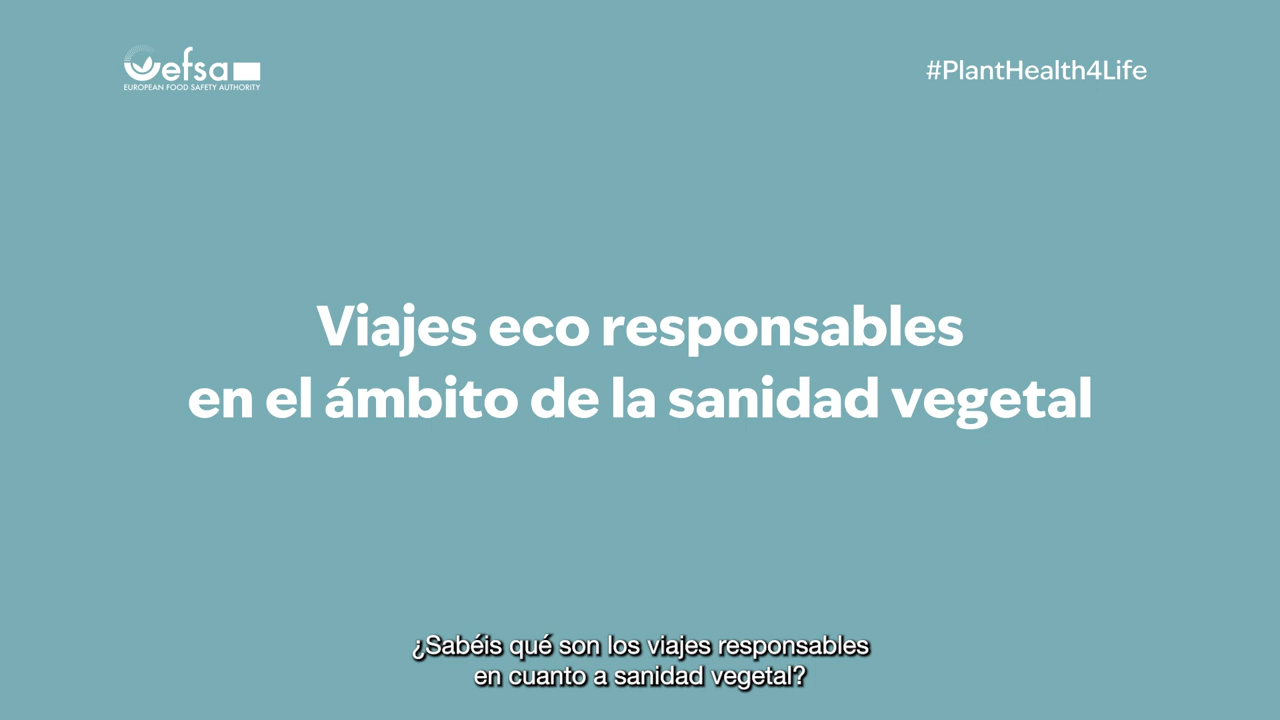 efsa
EUROPEAN FOOD SAFETY AUTHORITY
#PlantHealth4Life
Viajes eco responsables
en el ámbito de la sanidad vegetal
¿Sabéis qué son los viajes responsables
en cuanto a sanidad vegetal?